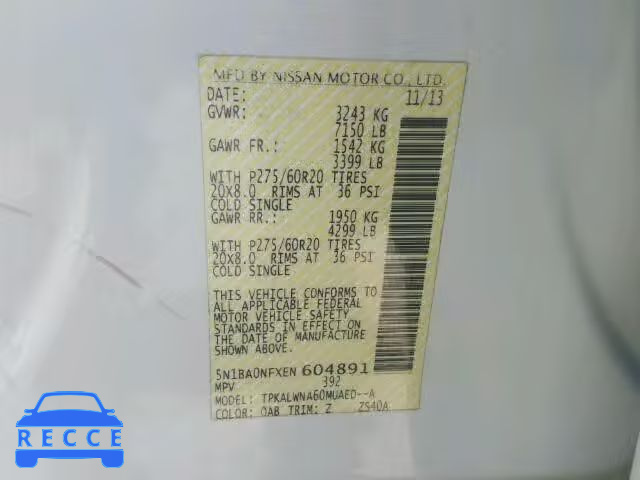 MFD BY NISSAN MOTOR CO., LTD.
DATE: 11/13
GVWR: 3243 KG
7150 LB
GAWR FR.: 1542 KG
3399 LB
WITH P275/60R20 TIRES
20x8.0 RIMS AT 36 PSI
COLD SINGLE
GAWR RR.: 1950 KG
4299 LB
WITH P275/60R20 TIRES
20x8.0 RIMS AT 36 PSI
COLD SINGLE
THIS VEHICLE CONFORMS TO
ALL APPLICABLE FEDERAL
MOTOR VEHICLE SAFETY
STANDARDS IN EFFECT ON
THE DATE OF MANUFACTURE
SHOWN ABOVE.
5N1BA0NFXEN 604891
MPV 392
MODEL: TPKALWNA60MUAED--A
COLOR: QAB TRIM: Z ZS40A
AUTO.BIDFAX.INFO